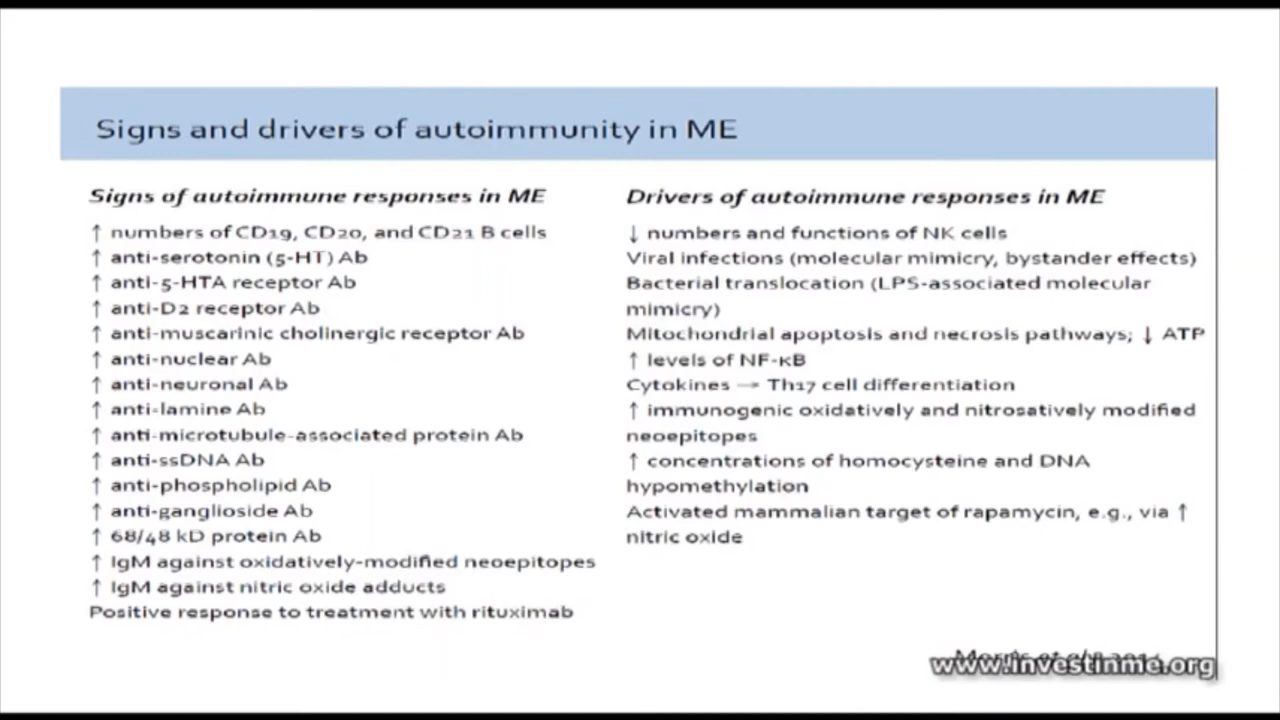 Signs and drivers of autoimmunity in ME
Signs of autoimmune responses in ME
↑ numbers of CD19, CD20, and CD21 B cells
↑ anti-serotonin (5-HT) Ab
↑ anti-5-HTA receptor Ab
↑ anti-D2 receptor Ab
↑ anti-muscarinic cholinergic receptor Ab
↑ anti-nuclear Ab
↑ anti-neuronal Ab
↑ anti-lamine Ab
↑ anti-microtubule-associated protein Ab
↑ anti-ssDNA Ab
↑ anti-phospholipid Ab
↑ anti-ganglioside Ab
↑ 68/48 kD protein Ab
↑ IgM against oxidatively-modified neoepitopes
↑ IgM against nitric oxide adducts
Positive response to treatment with rituximab
Drivers of autoimmune responses in ME
↓ numbers and functions of NK cells
Viral infections (molecular mimicry, bystander effects)
Bacterial translocation (LPS-associated molecular
mimicry)
Mitochondrial apoptosis and necrosis pathways; ↓ ATP
↑ levels of NF-κB
Cytokines → Th17 cell differentiation
↑ immunogenic oxidatively and nitrosatively modified
neoepitopes
↑ concentrations of homocysteine and DNA
hypomethylation
Activated mammalian target of rapamycin, e.g., via ↑
nitric oxide
www.investinme.org